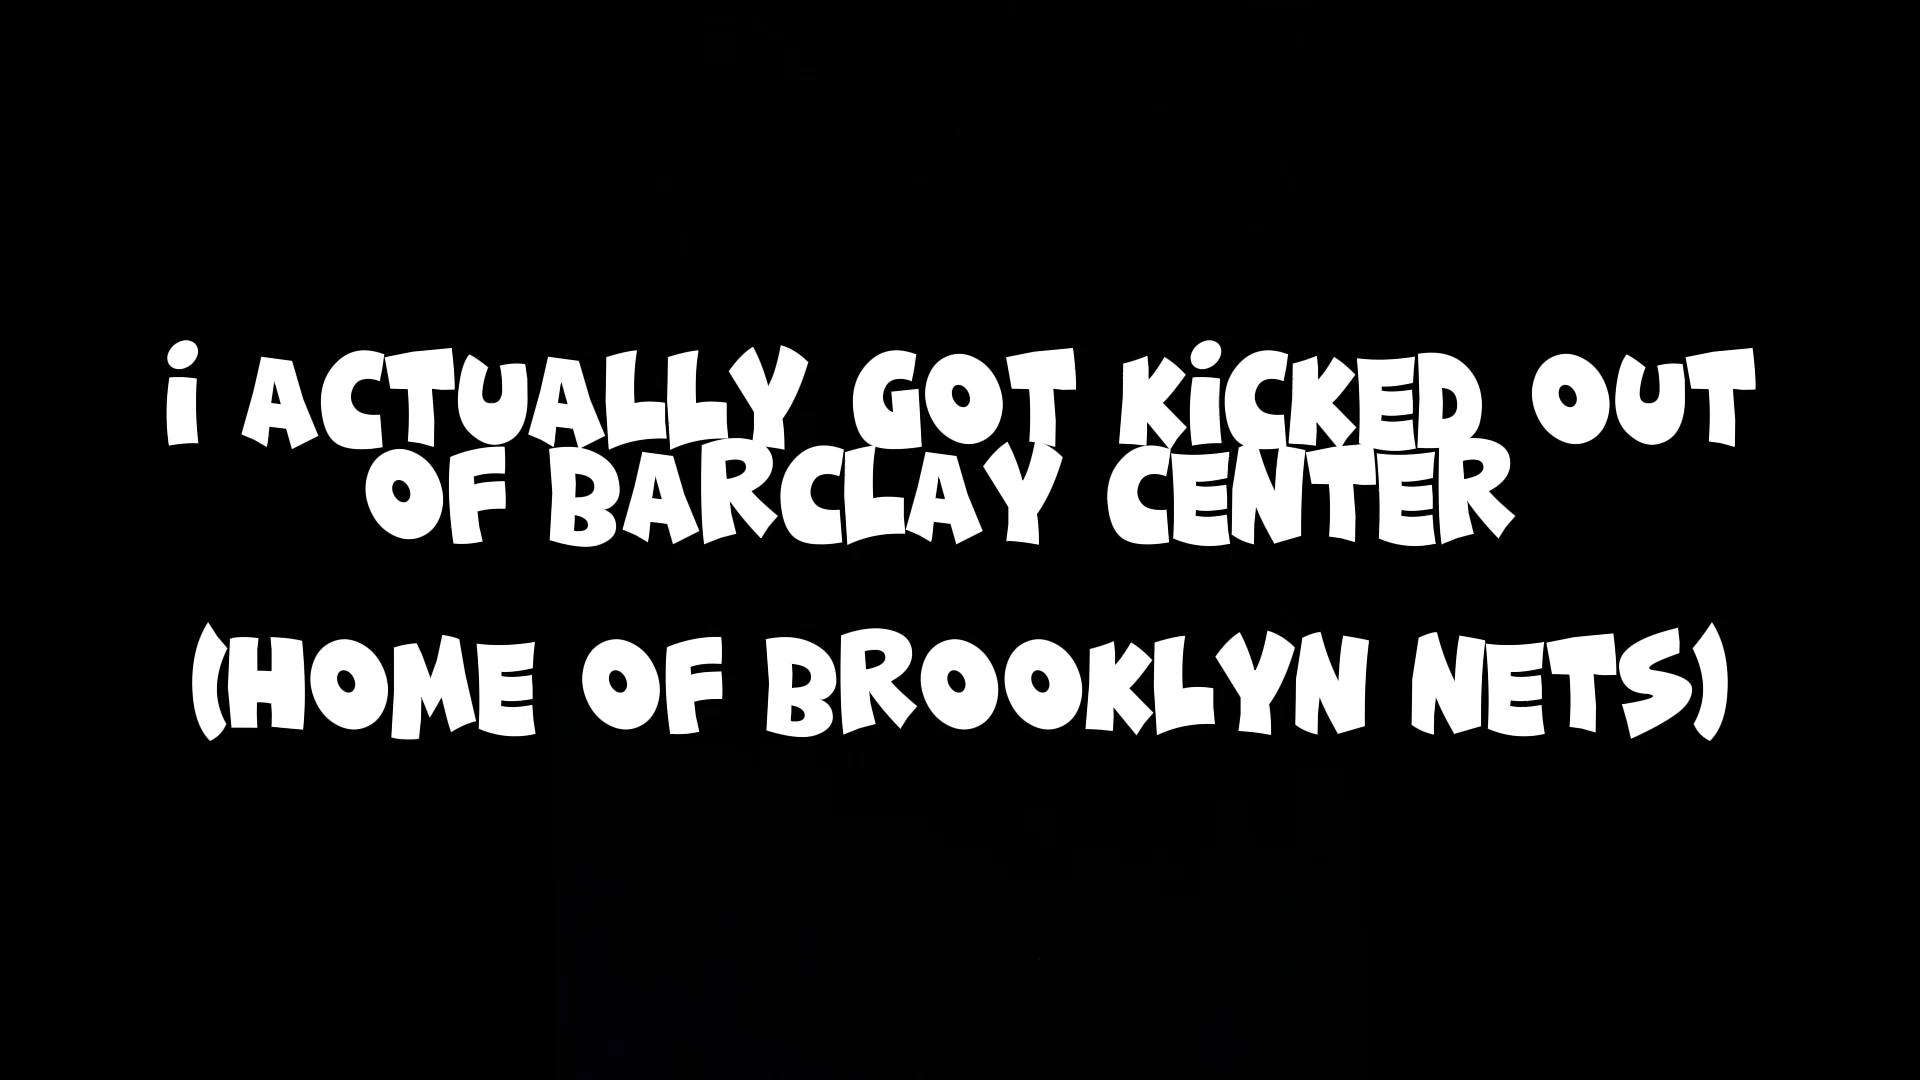 i ACTUALLY GOT KiCKED OUT
OF BARCLAY CENTER
(HOME OF BROOKLYN NETS)